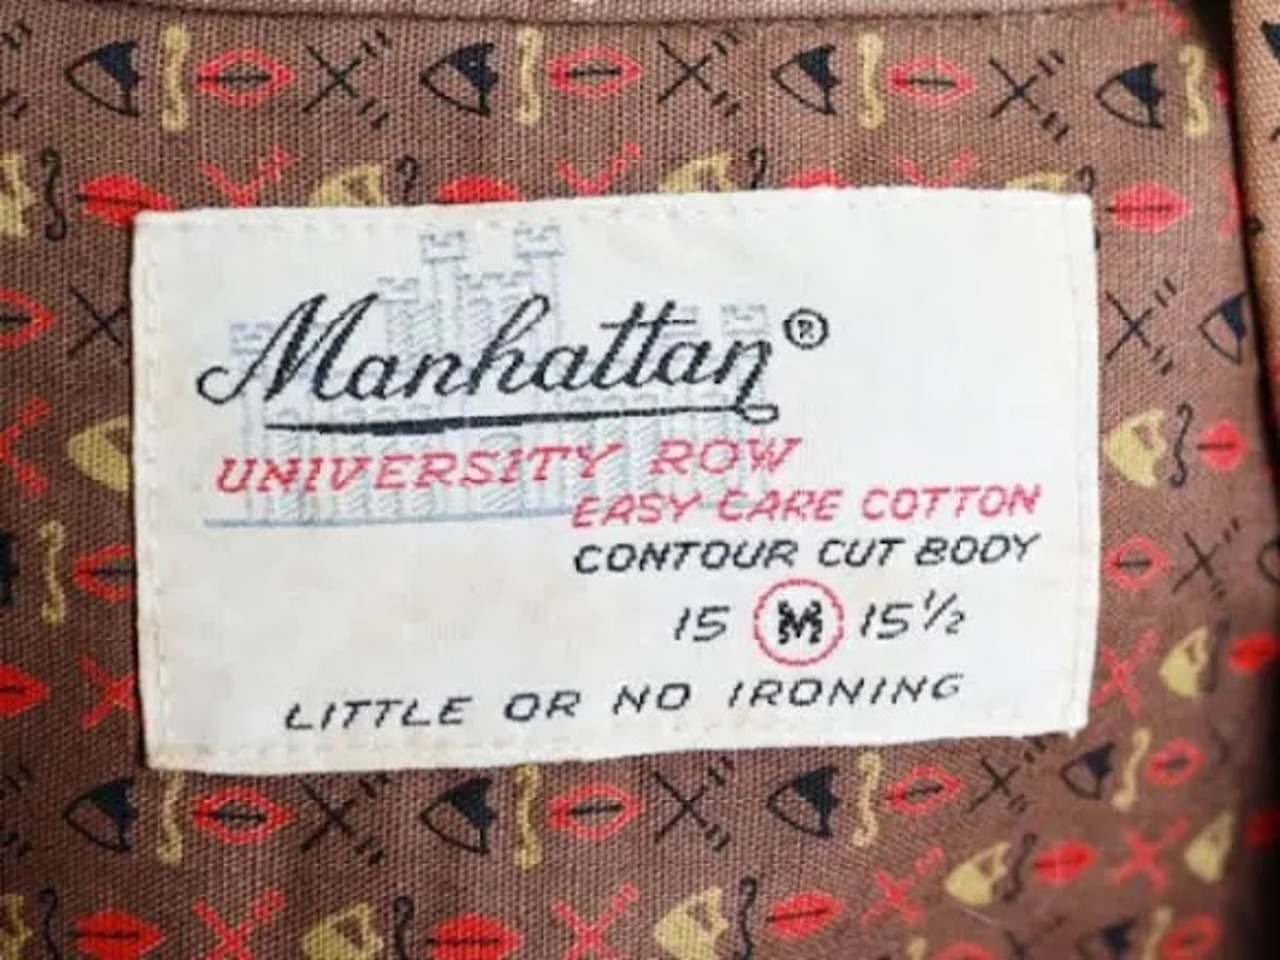 Manhattan®
UNIVERSITY ROW
EASY CARE COTTON
CONTOUR CUT BODY
15 M 15½
LITTLE OR NO IRONING